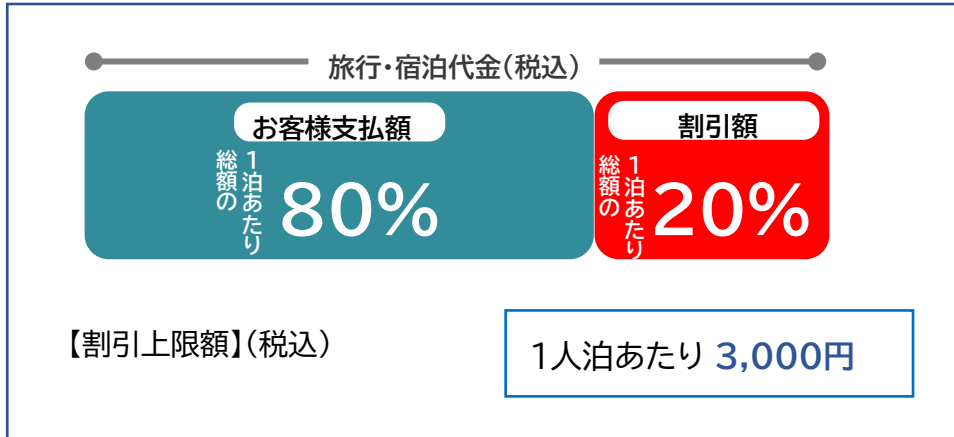 旅行・宿泊代金(税込)
お客様支払額
1泊あたり
総額の
80%
割引額
1泊あたり
総額の
20%
【割引上限額】(税込)
1人泊あたり 3,000円